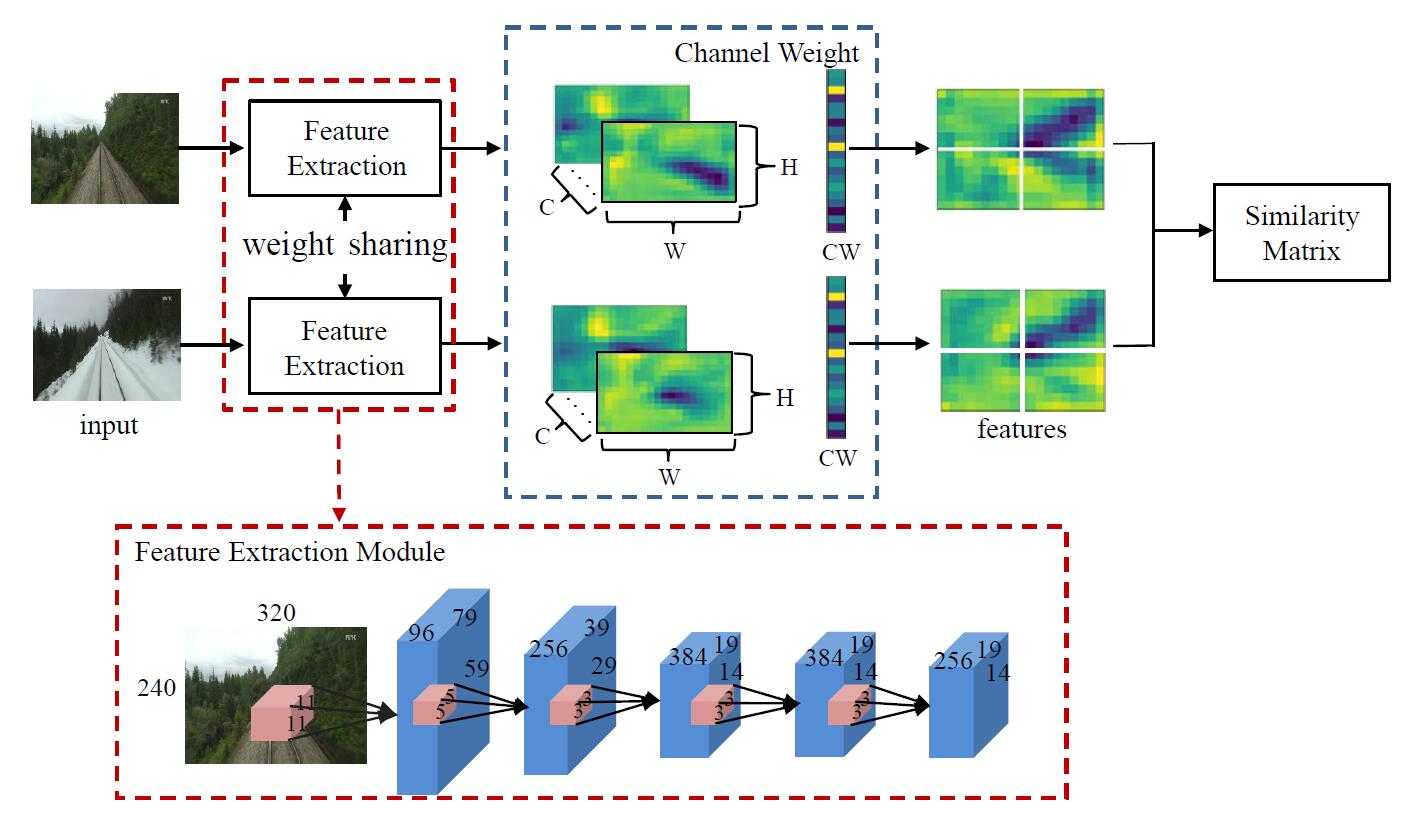 Channel Weight
Feature
Extraction
H
C
W
CW
weight sharing
Similarity
Matrix
Feature
Extraction
H
C
W
CW
input
features
Feature Extraction Module
320
240
11
11
96
79
59
5
5
256
39
29
3
3
384
19
14
3
3
384
19
14
3
3
256
19
14